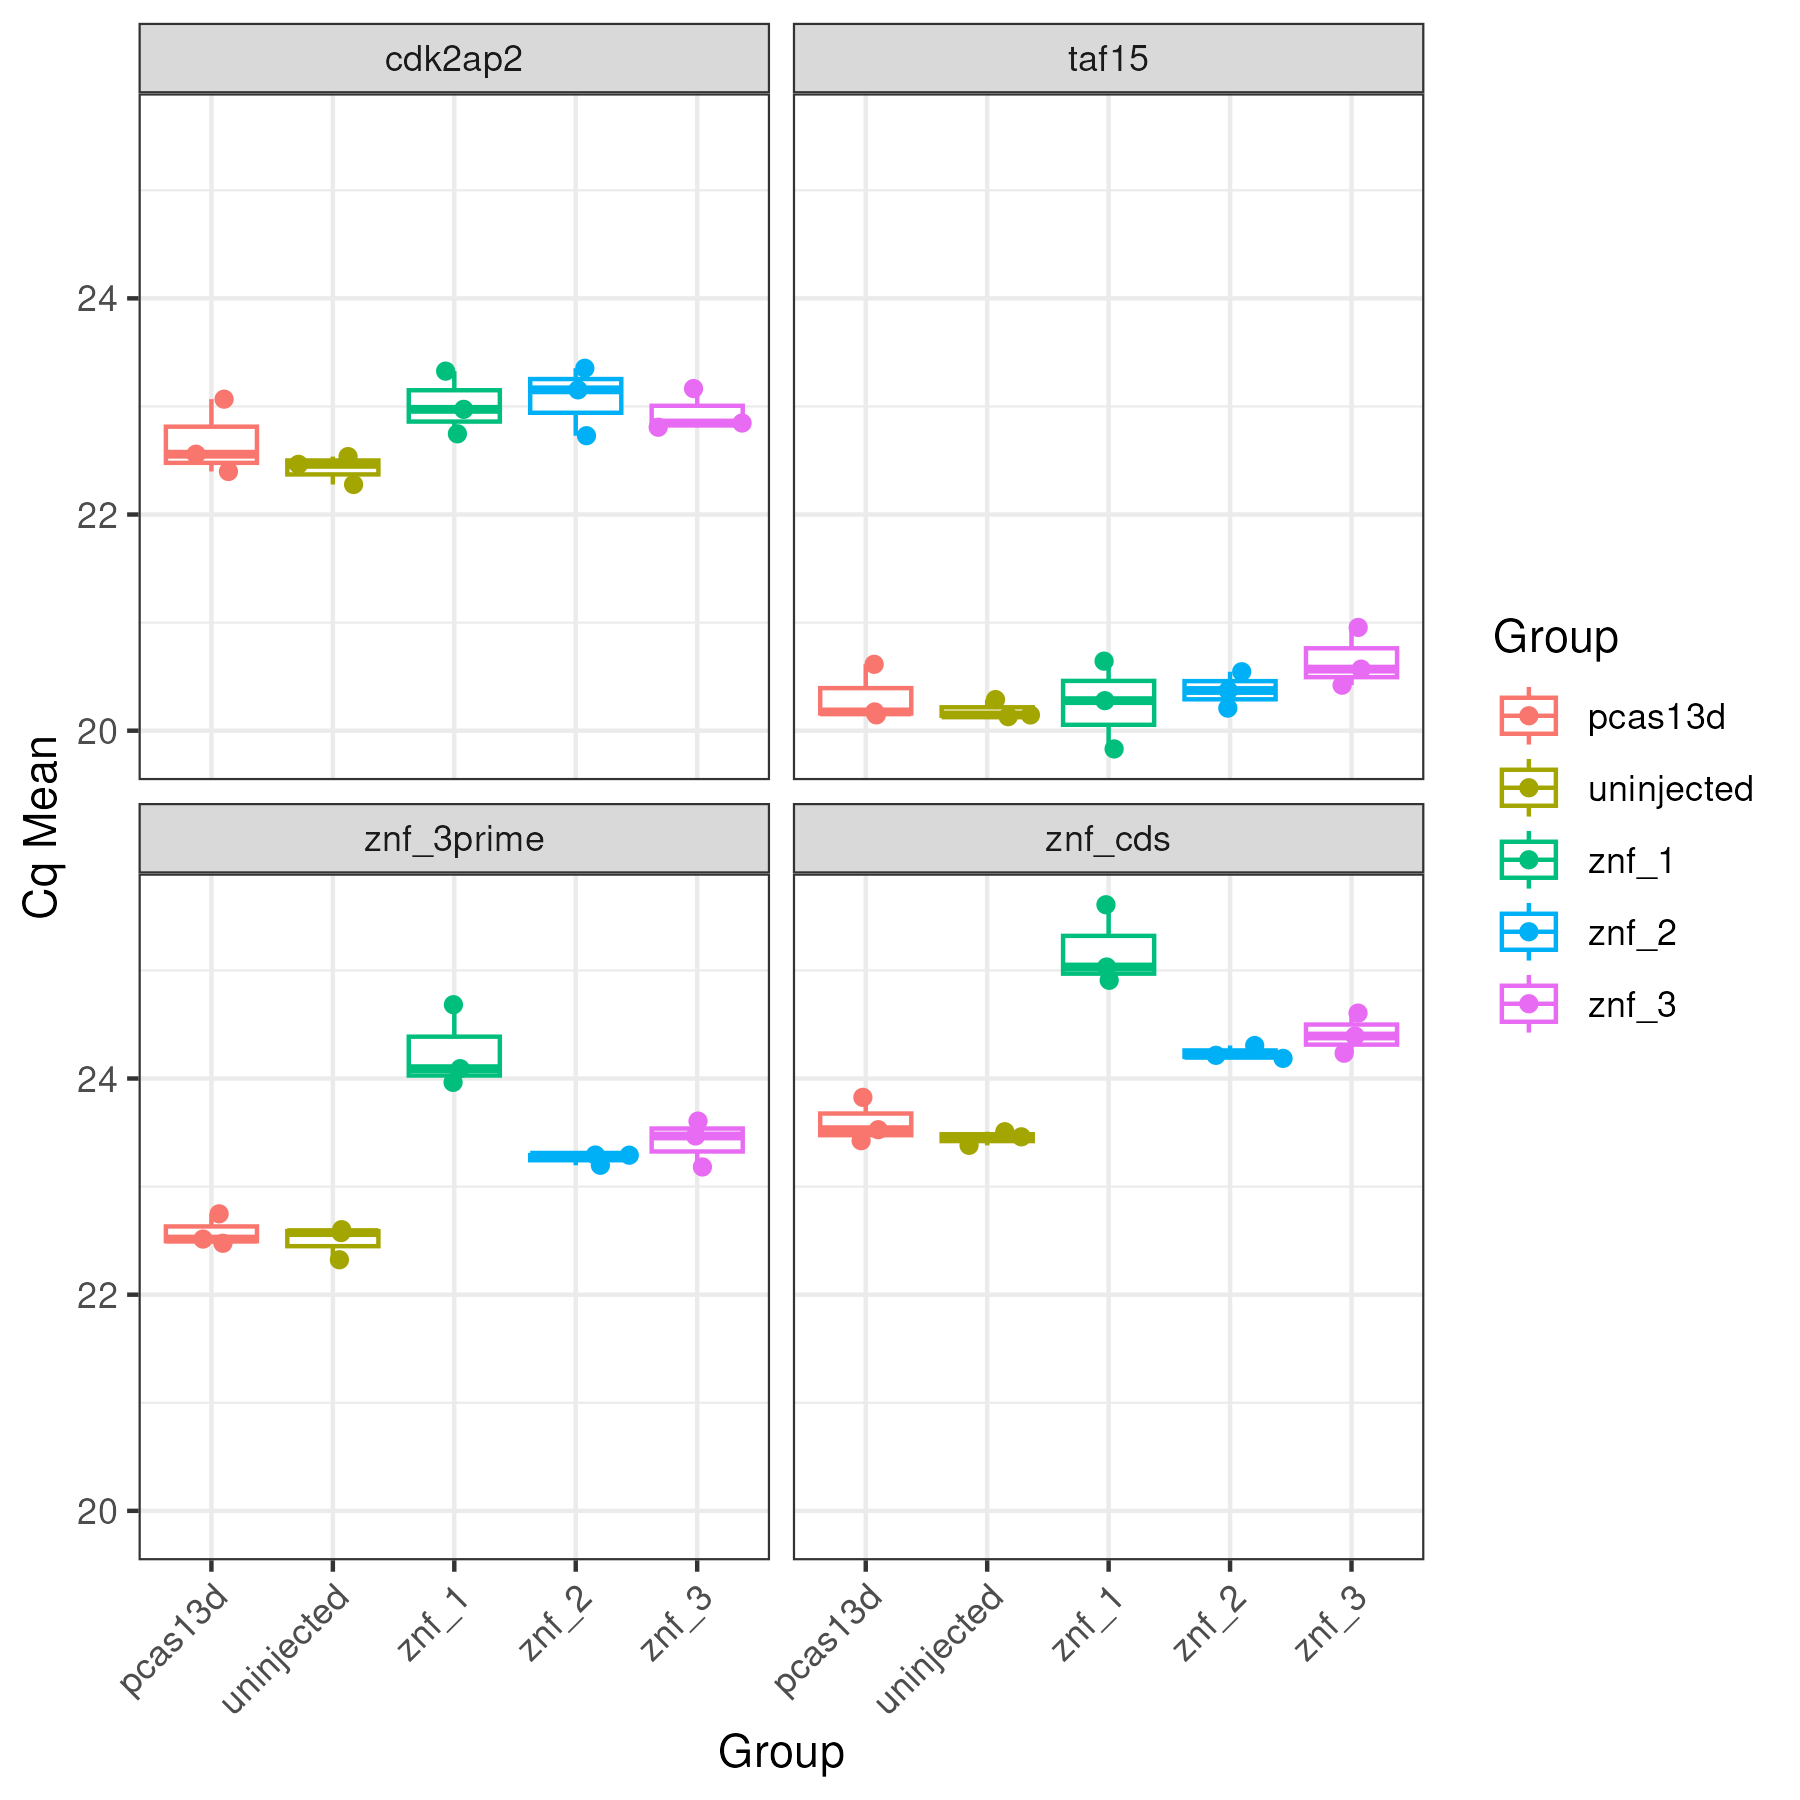 cdk2ap2
taf15
24
22
20
Cq Mean
znf_3prime
znf_cds
24
22
20
pcas13d
uninjected
znf_1
znf_2
znf_3
pcas13d
uninjected
znf_1
znf_2
znf_3
Group
Group
pcas13d
uninjected
znf_1
znf_2
znf_3